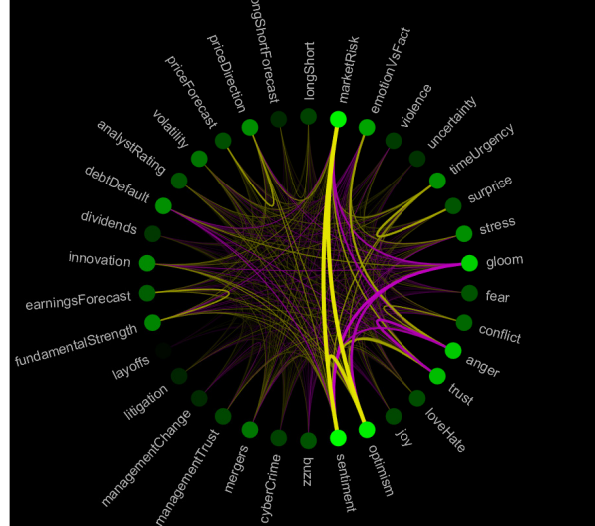 longShort
marketRisk
emotionVsFact
violence
uncertainty
timeUrgency
surprise
stress
gloom
fear
conflict
anger
trust
loveHate
joy
optimism
sentiment
buzz
cyberCrime
mergers
managementTrust
managementChange
litigation
layoffs
fundamentalStrength
earningsForecast
innovation
dividends
debtDefault
analystRating
volatility
priceForecast
priceDirection
ongShortForecast